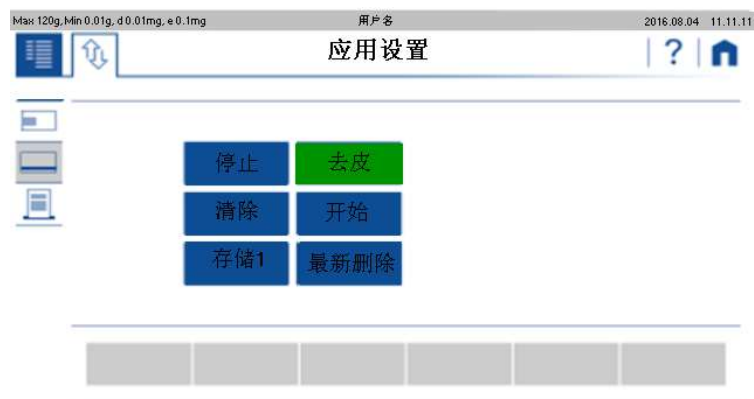 Max 120g, Min 0.01g, d 0.01mg, e 0.1mg 用户名 2016.08.04 11.11.11
应用设置 ?
停止 去皮
清除 开始
存储1 最新删除